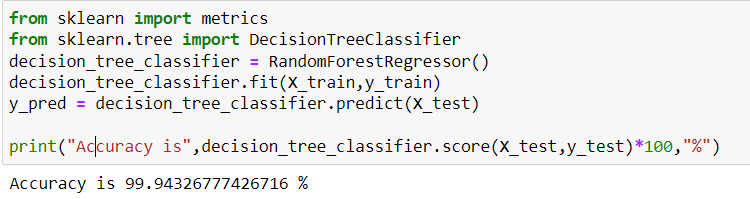 from sklearn import metrics
from sklearn.tree import DecisionTreeClassifier
decision_tree_classifier = RandomForestRegressor()
decision_tree_classifier.fit(X_train,y_train)
y_pred = decision_tree_classifier.predict(X_test)
print("Accuracy is",decision_tree_classifier.score(X_test,y_test)*100,"%")
Accuracy is 99.94326777426716 %